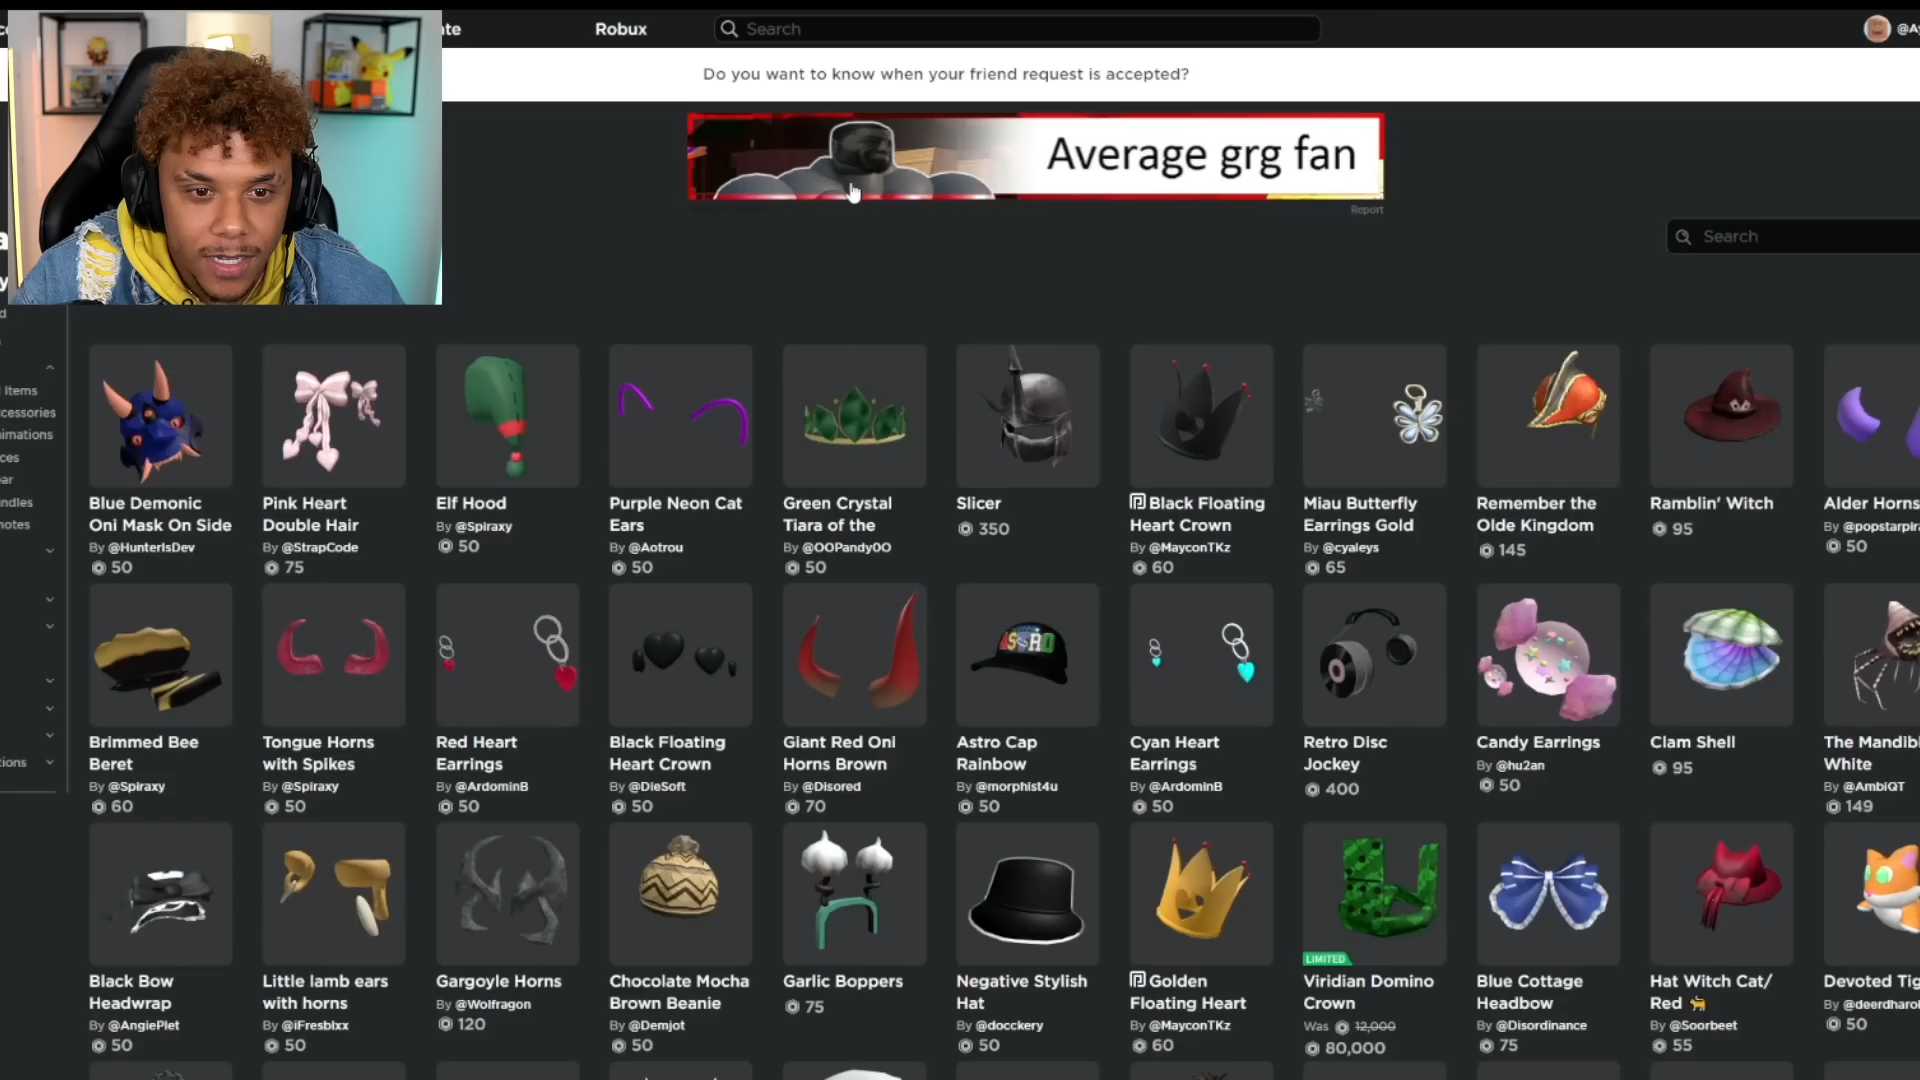 Robux
Search
Do you want to know when your friend request is accepted?
Average grg fan
Report
Search
Items
Blue Demonic
Oni Mask On Side
By @HunterIsDev
50
Pink Heart
Double Hair
By @StrapCode
75
Elf Hood
By @Spiraxy
50
Purple Neon Cat
Ears
By @Aotrou
50
Green Crystal
Tiara of the
By @OOPandy0O
50
Slicer
350
Black Floating
Heart Crown
By @MayconTKz
60
Miau Butterfly
Earrings Gold
By @cyaleys
65
Remember the
Olde Kingdom
145
Ramblin' Witch
95
Alder Horns
By @popstarpir
50
Brimmed Bee
Beret
By @Spiraxy
60
Tongue Horns
with Spikes
By @Spiraxy
50
Red Heart
Earrings
By @ArdominB
50
Black Floating
Heart Crown
By @DieSoft
50
Giant Red Oni
Horns Brown
By @Disored
70
Astro Cap
Rainbow
By @morphist4u
50
Cyan Heart
Earrings
By @ArdominB
50
Retro Disc
Jockey
400
Candy Earrings
By @hu2an
50
Clam Shell
95
The Mandib
White
By @AmbiQT
149
Black Bow
Headwrap
By @AngiePlet
50
Little lamb ears
with horns
By @iFresblxx
50
Gargoyle Horns
By @Wolfragon
120
Chocolate Mocha
Brown Beanie
By @Demjot
50
Garlic Boppers
75
Negative Stylish
Hat
By @docckery
50
Golden
Floating Heart
By @MayconTKz
60
LIMITED
Viridian Domino
Crown
Was 12,000
80,000
Blue Cottage
Headbow
By @Disordinance
75
Hat Witch Cat/
Red 🐈
By @Soorbeet
55
Devoted Tig
By @deerdharo
50